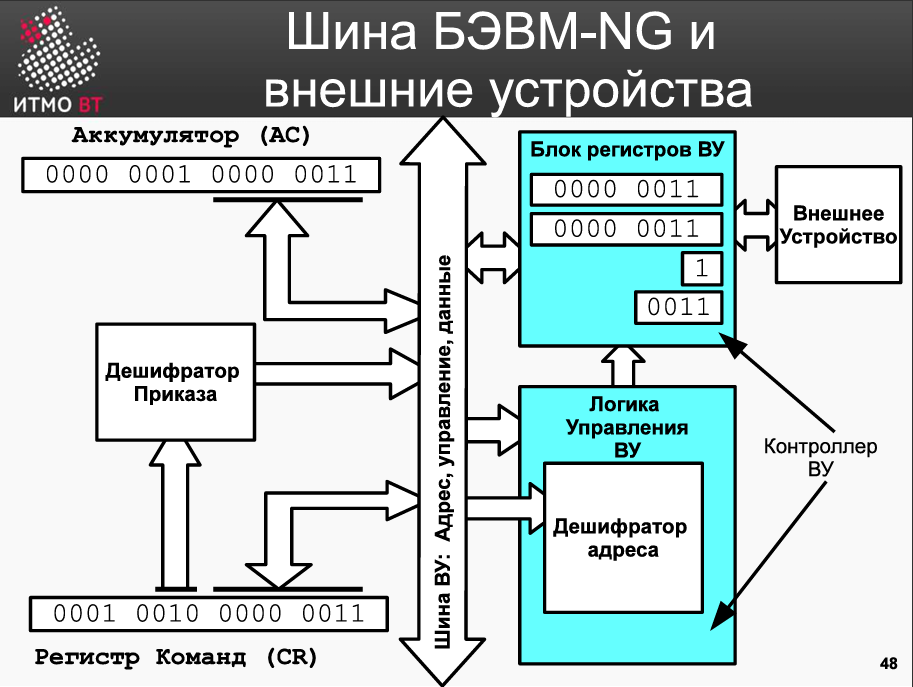 ИТМО ВТ
Шина БЭВМ-NG и
внешние устройства
Аккумулятор (AC)
0000 0001 0000 0011
Дешифратор
Приказа
0001 0010 0000 0011
Регистр Команд (CR)
Шина ВУ: Адрес, управление, данные
Блок регистров ВУ
0000 0011
0000 0011
1
0011
Внешнее
Устройство
Логика
Управления
ВУ
Дешифратор
адреса
Контроллер
ВУ
48